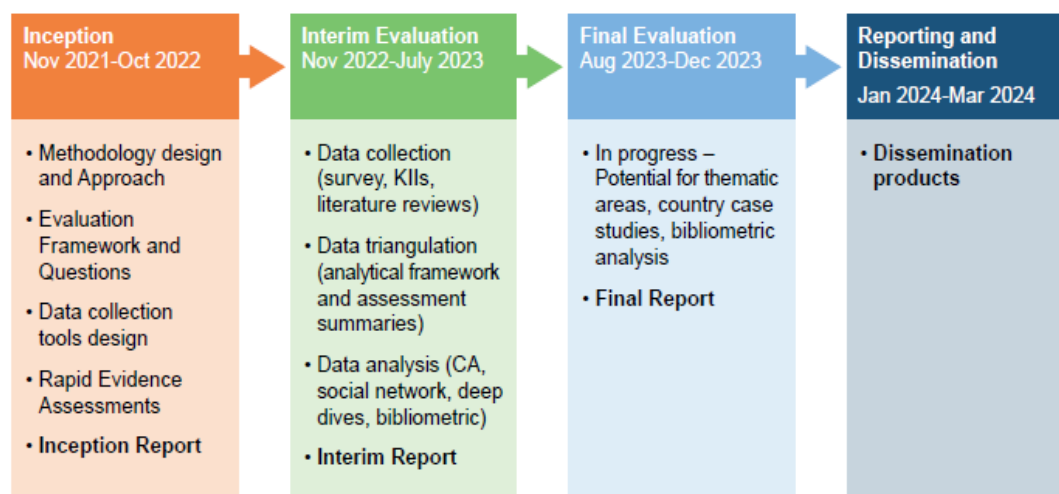 Inception
Nov 2021-Oct 2022
• Methodology design
and Approach
• Evaluation
Framework and
Questions
• Data collection
tools design
• Rapid Evidence
Assessments
• Inception Report
Interim Evaluation
Nov 2022-July 2023
• Data collection
(survey, KIIs,
literature reviews)
• Data triangulation
(analytical framework
and assessment
summaries)
• Data analysis (CA,
social network, deep
dives, bibliometric)
• Interim Report
Final Evaluation
Aug 2023-Dec 2023
• In progress –
Potential for thematic
areas, country case
studies, bibliometric
analysis
• Final Report
Reporting and
Dissemination
Jan 2024-Mar 2024
• Dissemination
products